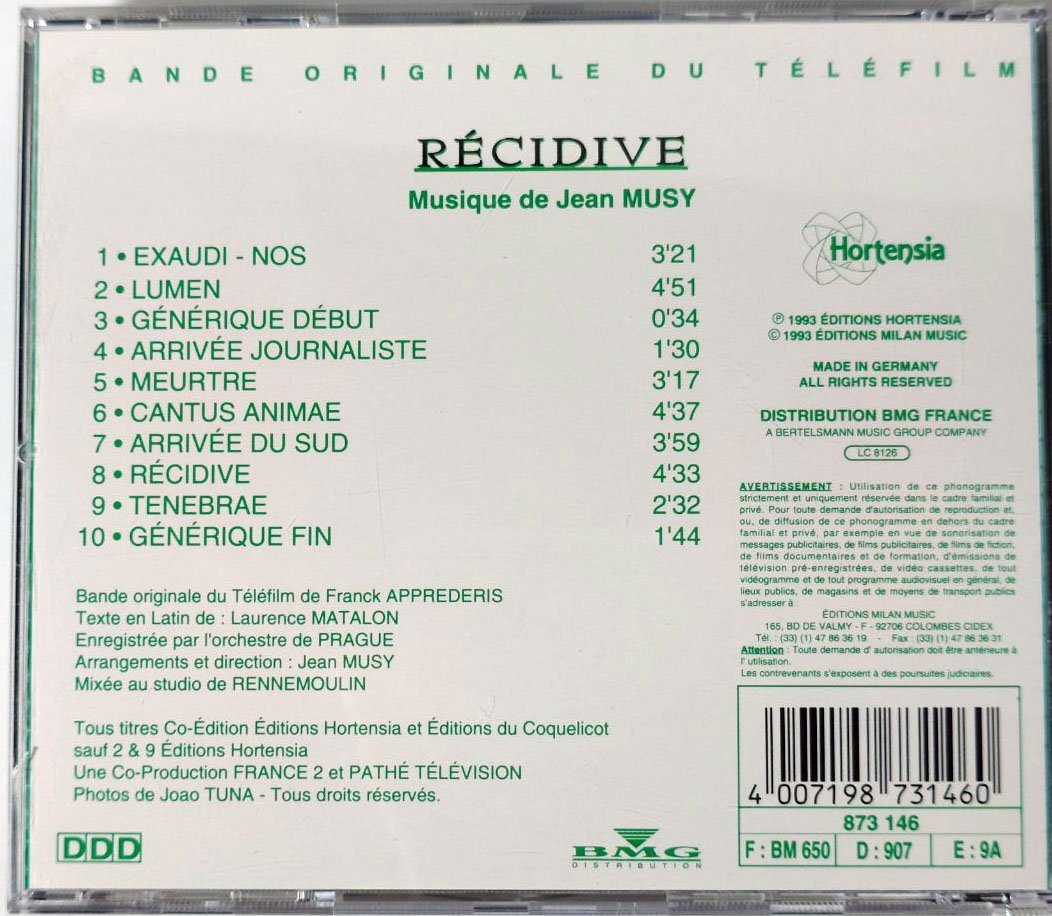 BANDE ORIGINALE DU TÉLÉFILM
RÉCIDIVE
Musique de Jean MUSY
1 • EXAUDI - NOS 3'21
2 • LUMEN 4'51
3 • GÉNÉRIQUE DÉBUT 0'34
4 • ARRIVÉE JOURNALISTE 1'30
5 • MEURTRE 3'17
6 • CANTUS ANIMAE 4'37
7 • ARRIVÉE DU SUD 3'59
8 • RÉCIDIVE 4'33
9 • TENEBRAE 2'32
10 • GÉNÉRIQUE FIN 1'44
Bande originale du Téléfilm de Franck APPREDERIS
Texte en Latin de : Laurence MATALON
Enregistrée par l'orchestre de PRAGUE
Arrangements et direction : Jean MUSY
Mixée au studio de RENNEMOULIN
Tous titres Co-Édition Éditions Hortensia et Éditions du Coquelicot
sauf 2 & 9 Éditions Hortensia
Une Co-Production FRANCE 2 et PATHÉ TÉLÉVISION
Photos de Joao TUNA - Tous droits réservés.
DDD
BMG
DISTRIBUTION
Hortensia
℗ 1993 ÉDITIONS HORTENSIA
© 1993 ÉDITIONS MILAN MUSIC
MADE IN GERMANY
ALL RIGHTS RESERVED
DISTRIBUTION BMG FRANCE
A BERTELSMANN MUSIC GROUP COMPANY
LC 8126
AVERTISSEMENT : Utilisation de ce phonogramme
strictement et uniquement réservée dans le cadre familial et
privé. Pour toute demande d'autorisation de reproduction et,
ou, de diffusion de ce phonogramme en dehors du cadre
familial et privé, par exemple en vue de sonorisation de
messages publicitaires, de films publicitaires, de films de fiction,
de films documentaires et de formation, d'émissions de
télévision pré-enregistrées, de vidéo cassettes, de tout
vidéogramme et de tout programme audiovisuel en général, de
lieux publics, de magasins et de moyens de transport publics
s'adresser à :
ÉDITIONS MILAN MUSIC
165, BD DE VALMY - F - 92706 COLOMBES CIDEX
Tél. : (33) (1) 47 86 36 19 - Fax : (33) (1) 47 86 36 31
Attention : Toute demande d' autorisation doit être antérieure à
l' utilisation.
Les contrevenants s'exposent à des poursuites judiciaires.
4 007198 731460
873 146
F : BM 650 D : 907 E : 9A